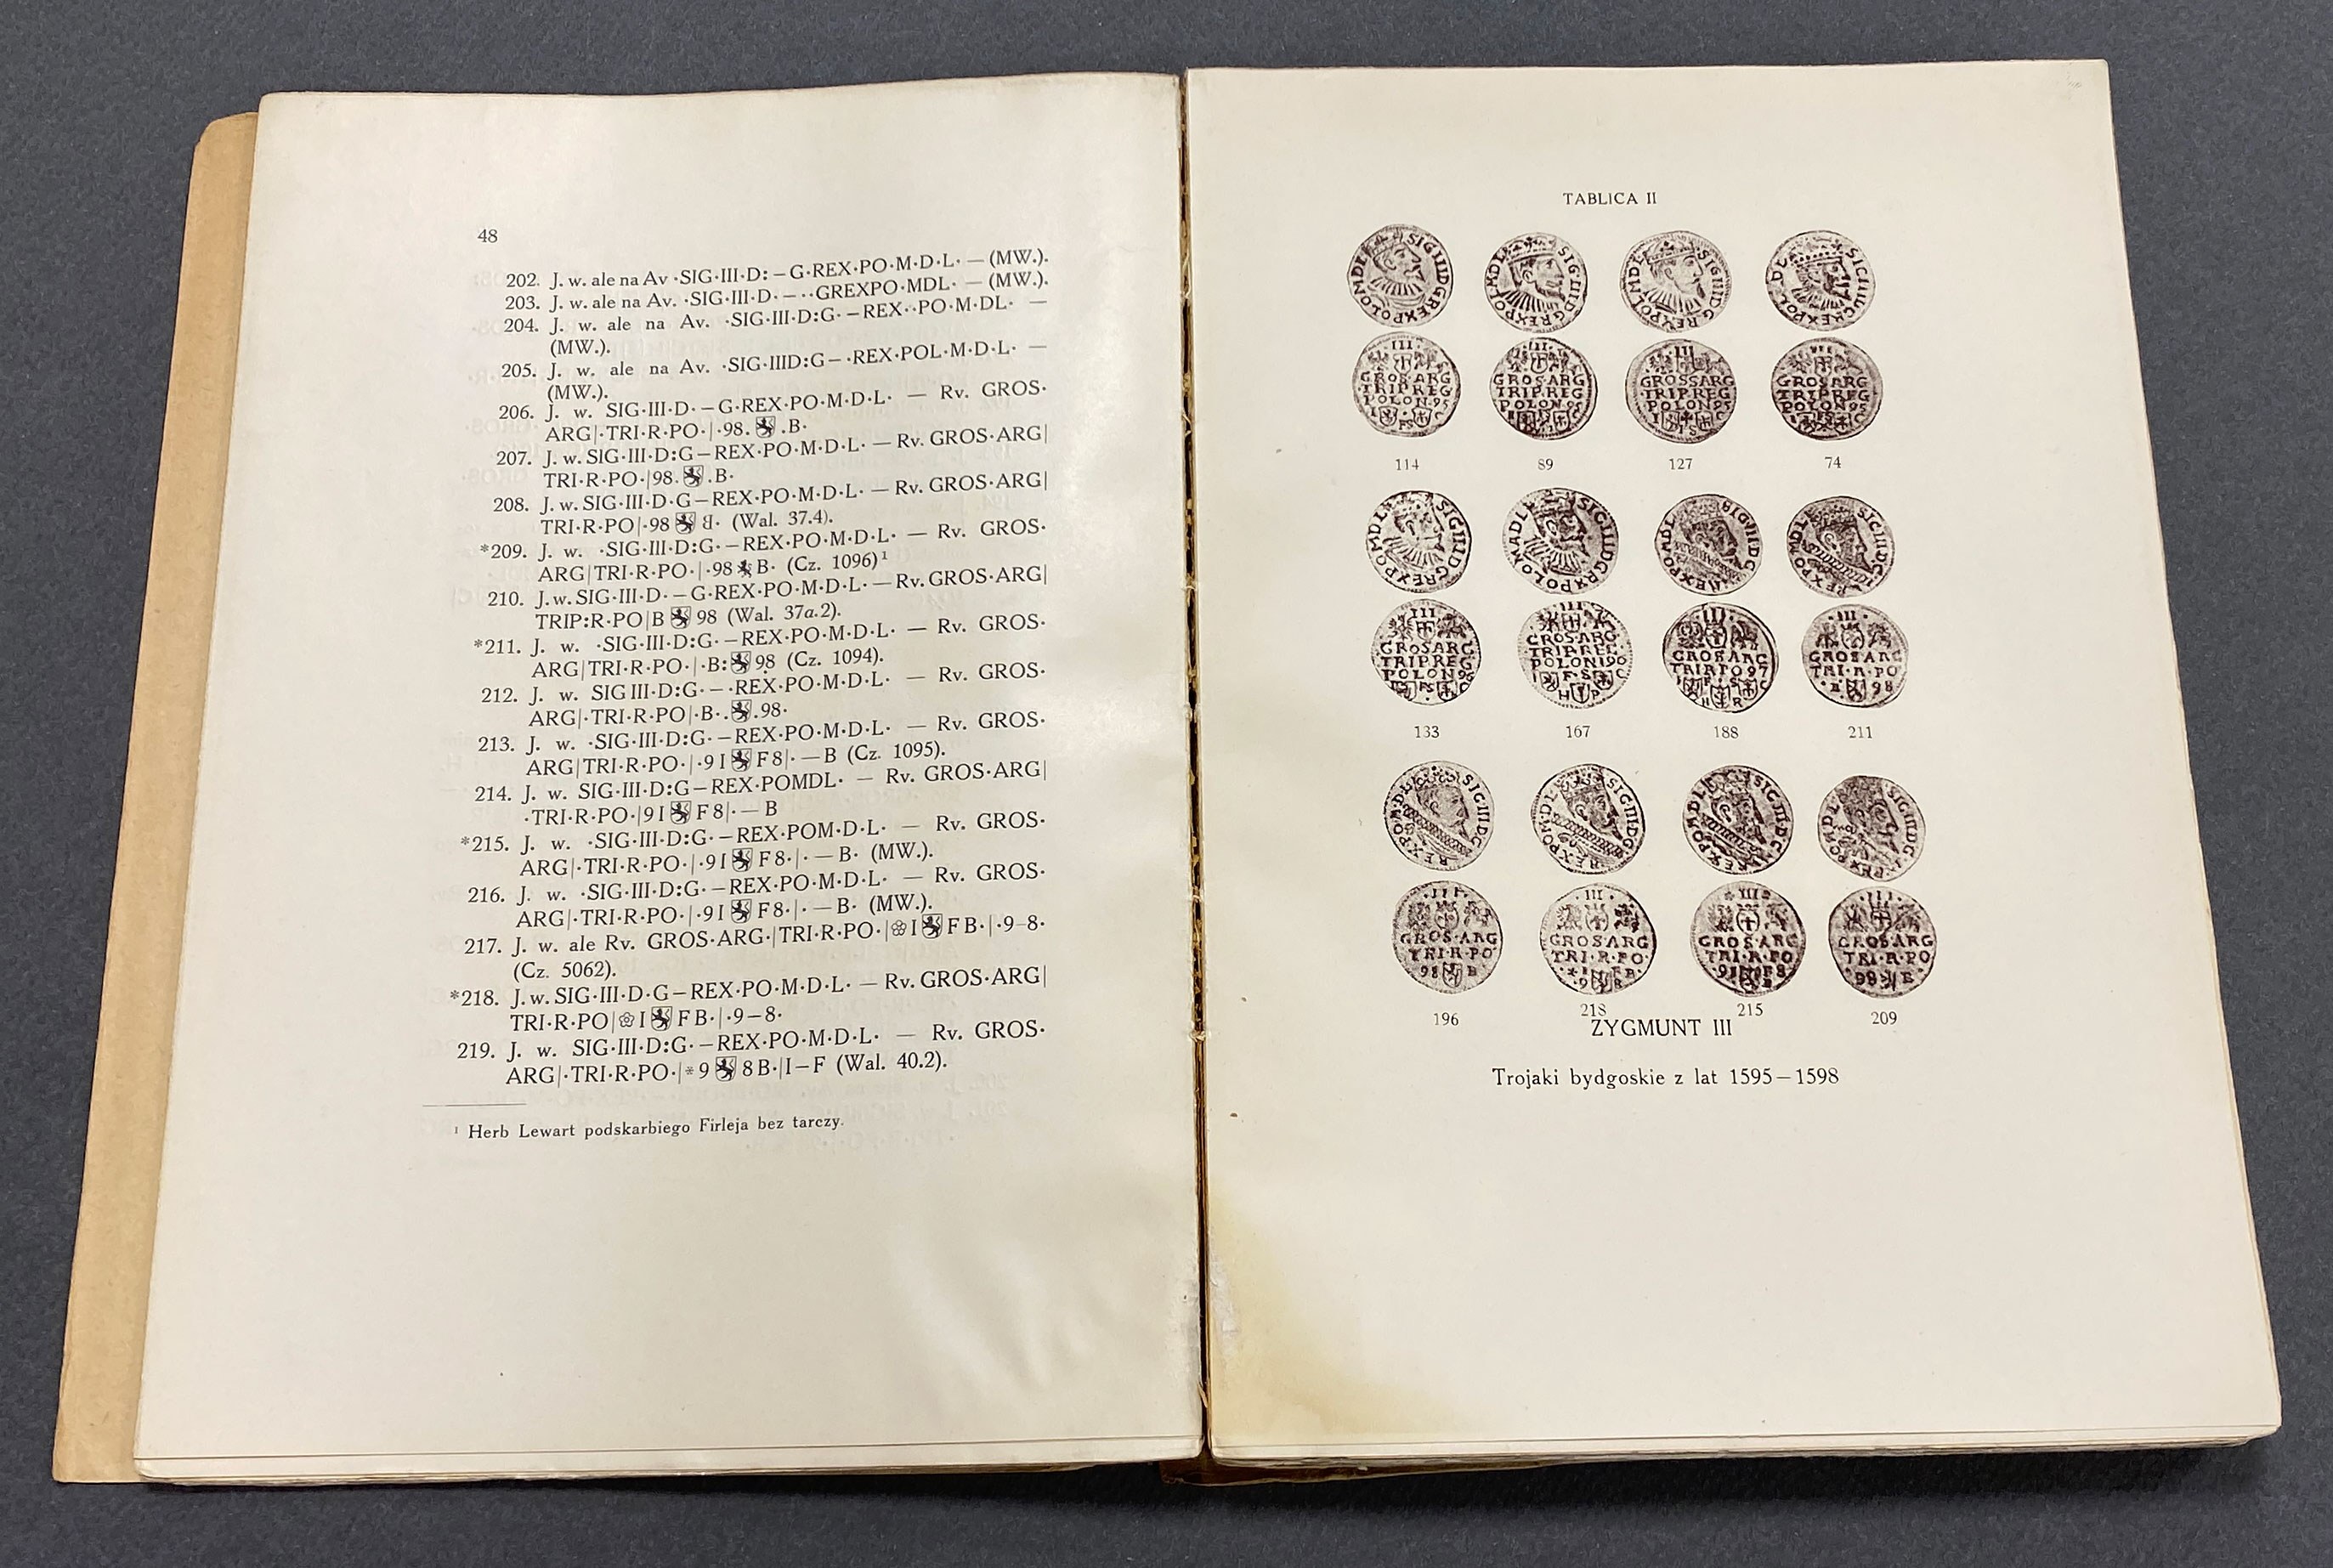 48
202. J. w. ale na Av ·SIG·III·D: – G·REX·PO·M·D·L· — (MW.).
203. J. w. ale na Av. ·SIG·III·D· – ··GREXPO·MDL· — (MW.).
204. J. w. ale na Av. ·SIG·III·D:G· –REX··PO·M·DL· —
(MW.).
205. J. w. ale na Av. ·SIG·IIID:G– ·REX·POL·M·D·L· —
(MW.).
206. J. w. SIG·III·D· –G·REX·PO·M·D·L· — Rv. GROS·
ARG|·TRI·R·PO·|·98. .B·
207. J. w. SIG·III·D:G–REX·PO·M·D·L· — Rv. GROS·ARG|
TRI·R·PO·|98. .B·
208. J. w. SIG·III·D·G–REX·PO·M·D·L· — Rv. GROS·ARG|
TRI·R·PO|·98 · (Wal. 37.4).
*209. J. w. ·SIG·III·D:G· –REX·PO·M·D·L· — Rv. GROS·
ARG|TRI·R·PO·|·98 B· (Cz. 1096)¹
210. J. w. SIG·III·D· –G·REX·PO·M·D·L· — Rv. GROS·ARG|
TRIP:R·PO|B 98 (Wal. 37a.2).
*211. J. w. ·SIG·III·D:G· –REX·PO·M·D·L· — Rv. GROS·
ARG|TRI·R·PO·|·B: 98 (Cz. 1094).
212. J. w. SIG III·D:G· – ·REX·PO·M·D·L· — Rv. GROS·
ARG|·TRI·R·PO|·B·. .98·
213. J. w. ·SIG·III·D:G· –REX·PO·M·D·L· — Rv. GROS·
ARG|TRI·R·PO·|·9 I F 8|· — B (Cz. 1095).
214. J. w. SIG·III·D:G–REX·POMDL· — Rv. GROS·ARG|
·TRI·R·PO·|9 I F 8|· — B
*215. J. w. ·SIG·III·D:G· –REX·POM·D·L· — Rv. GROS·
ARG|·TRI·R·PO·|·9 I F 8·|· — B· (MW.).
216. J. w. ·SIG·III·D:G· –REX·PO·M·D·L· — Rv. GROS·
ARG|·TRI·R·PO·|·9 I F 8·|· — B· (MW.).
217. J. w. ale Rv. GROS·ARG·|TRI·R·PO·|❀ I F B·|·9–8·
(Cz. 5062).
*218. J. w. SIG·III·D·G–REX·PO·M·D·L· — Rv. GROS·ARG|
TRI·R·PO|❀ I F B·|·9–8·
219. J. w. SIG·III·D:G· –REX·PO·M·D·L· — Rv. GROS·
ARG|·TRI·R·PO·|* 9 8 B·|I–F (Wal. 40.2).
¹ Herb Lewart podskarbiego Firleja bez tarczy.
TABLICA II
114 89 127 74
133 167 188 211
196 218 215 209
ZYGMUNT III
Trojaki bydgoskie z lat 1595–1598